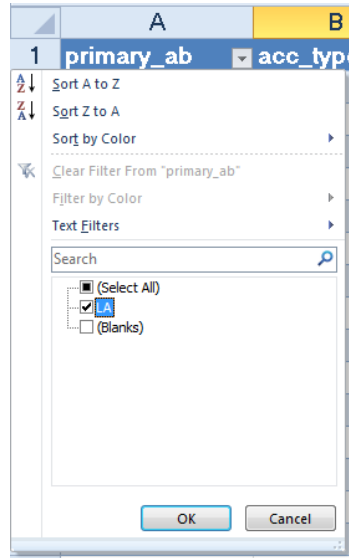 A B
1 primary_ab acc_type
Sort A to Z
Sort Z to A
Sort by Color
Clear Filter From "primary_ab"
Filter by Color
Text Filters
Search
(Select All)
LA
(Blanks)
OK Cancel